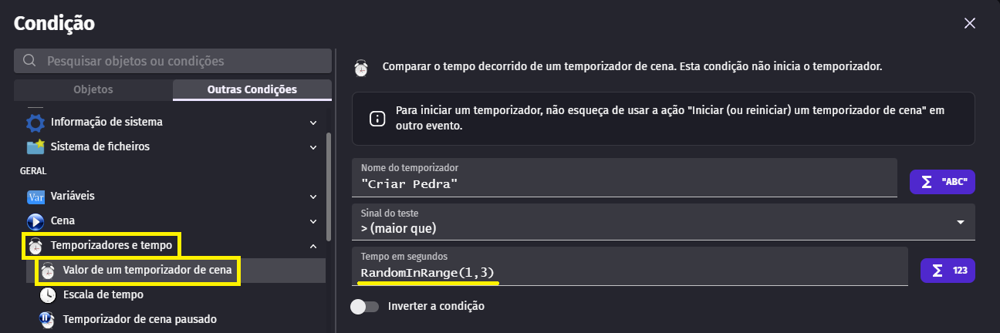 Condição
Pesquisar objetos ou condições
Objetos
Outras Condições
Informação de sistema
Sistema de ficheiros
GERAL
Var
Variáveis
Cena
Temporizadores e tempo
Valor de um temporizador de cena
Escala de tempo
Temporizador de cena pausado
Comparar o tempo decorrido de um temporizador de cena. Esta condição não inicia o temporizador.
Para iniciar um temporizador, não esqueça de usar a ação "Iniciar (ou reiniciar) um temporizador de cena" em
outro evento.
Nome do temporizador
"Criar Pedra"
Σ "ABC"
Sinal do teste
> (maior que)
Tempo em segundos
RandomInRange(1,3)
Σ 123
Inverter a condição